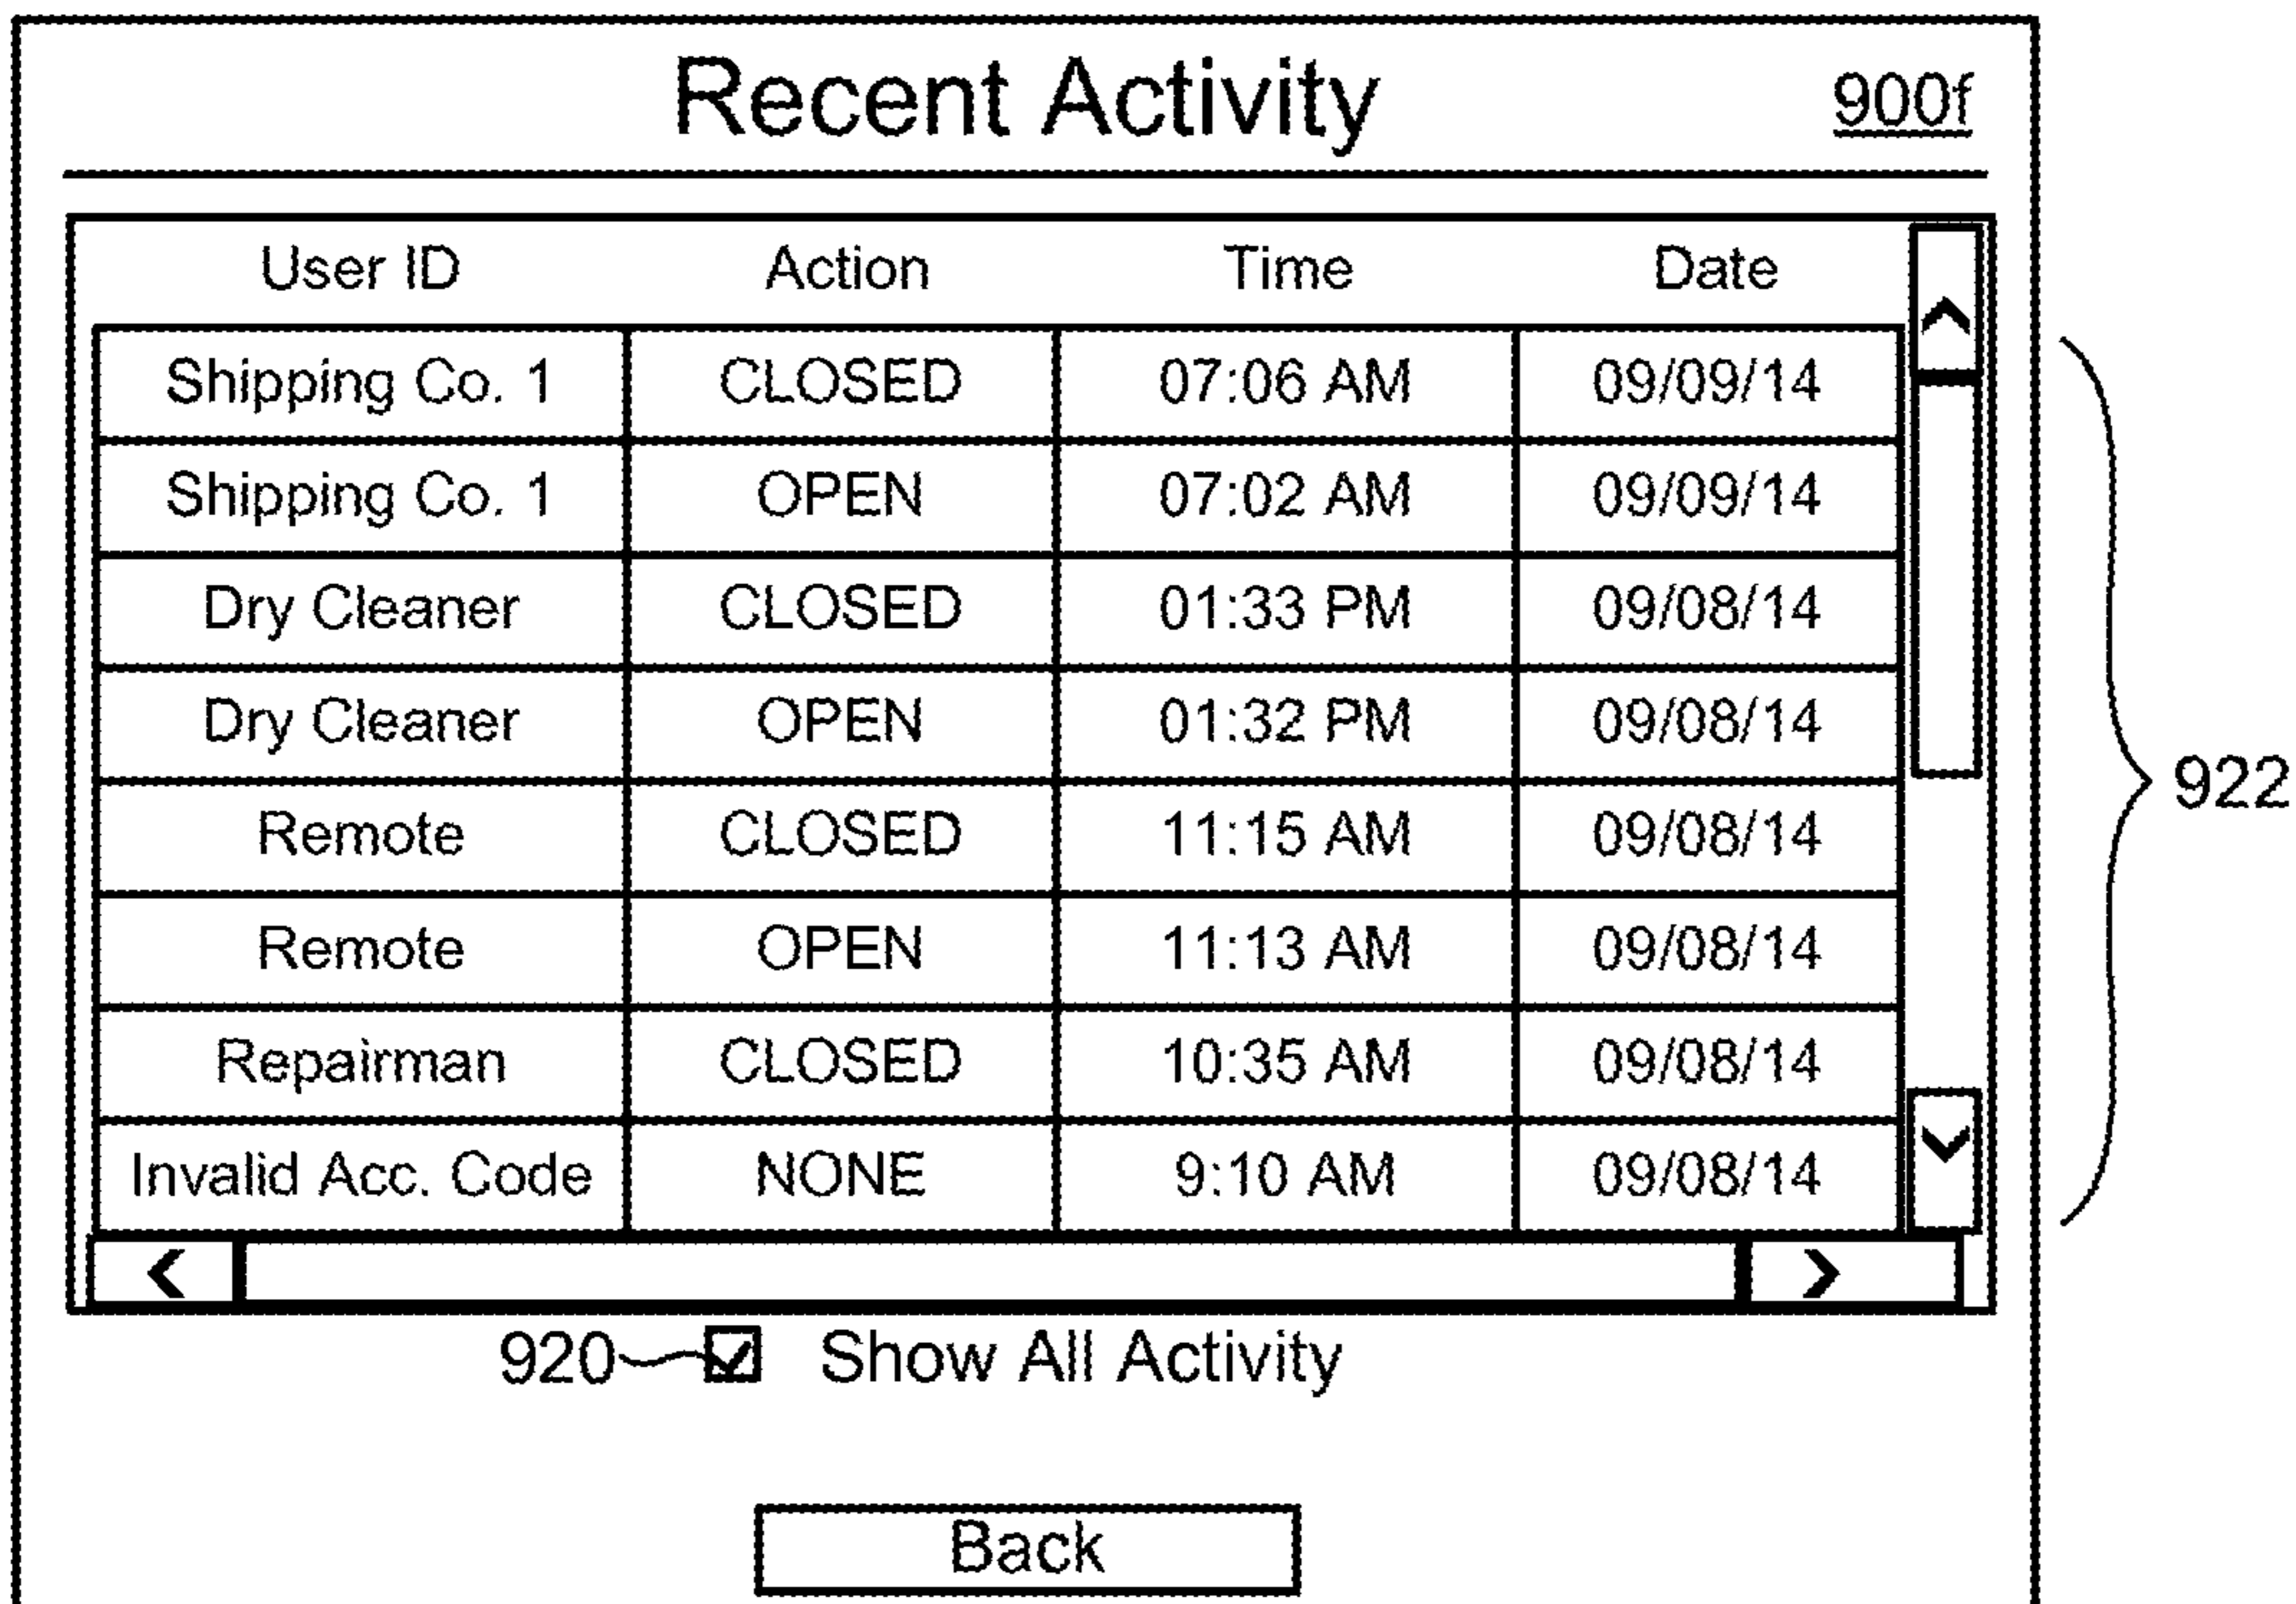 Recent Activity 900f
User ID Action Time Date
Shipping Co. 1 CLOSED 07:06 AM 09/09/14
Shipping Co. 1 OPEN 07:02 AM 09/09/14
Dry Cleaner CLOSED 01:33 PM 09/08/14
Dry Cleaner OPEN 01:32 PM 09/08/14
Remote CLOSED 11:15 AM 09/08/14
922
Remote OPEN 11:13 AM 09/08/14
Repairman CLOSED 10:35 AM 09/08/14
Invalid Acc. Code NONE 9:10 AM 09/08/14
920 Show All Activity
Back